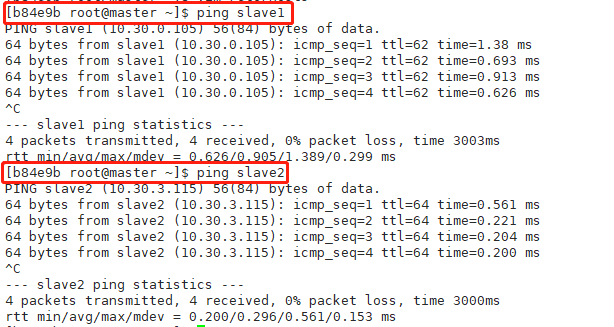 [b84e9b root@master ~]$ ping slave1
PING slave1 (10.30.0.105) 56(84) bytes of data.
64 bytes from slave1 (10.30.0.105): icmp_seq=1 ttl=62 time=1.38 ms
64 bytes from slave1 (10.30.0.105): icmp_seq=2 ttl=62 time=0.693 ms
64 bytes from slave1 (10.30.0.105): icmp_seq=3 ttl=62 time=0.913 ms
64 bytes from slave1 (10.30.0.105): icmp_seq=4 ttl=62 time=0.626 ms
^C
--- slave1 ping statistics ---
4 packets transmitted, 4 received, 0% packet loss, time 3003ms
rtt min/avg/max/mdev = 0.626/0.905/1.389/0.299 ms
[b84e9b root@master ~]$ ping slave2
PING slave2 (10.30.3.115) 56(84) bytes of data.
64 bytes from slave2 (10.30.3.115): icmp_seq=1 ttl=64 time=0.561 ms
64 bytes from slave2 (10.30.3.115): icmp_seq=2 ttl=64 time=0.221 ms
64 bytes from slave2 (10.30.3.115): icmp_seq=3 ttl=64 time=0.204 ms
64 bytes from slave2 (10.30.3.115): icmp_seq=4 ttl=64 time=0.200 ms
^C
--- slave2 ping statistics ---
4 packets transmitted, 4 received, 0% packet loss, time 3000ms
rtt min/avg/max/mdev = 0.200/0.296/0.561/0.153 ms